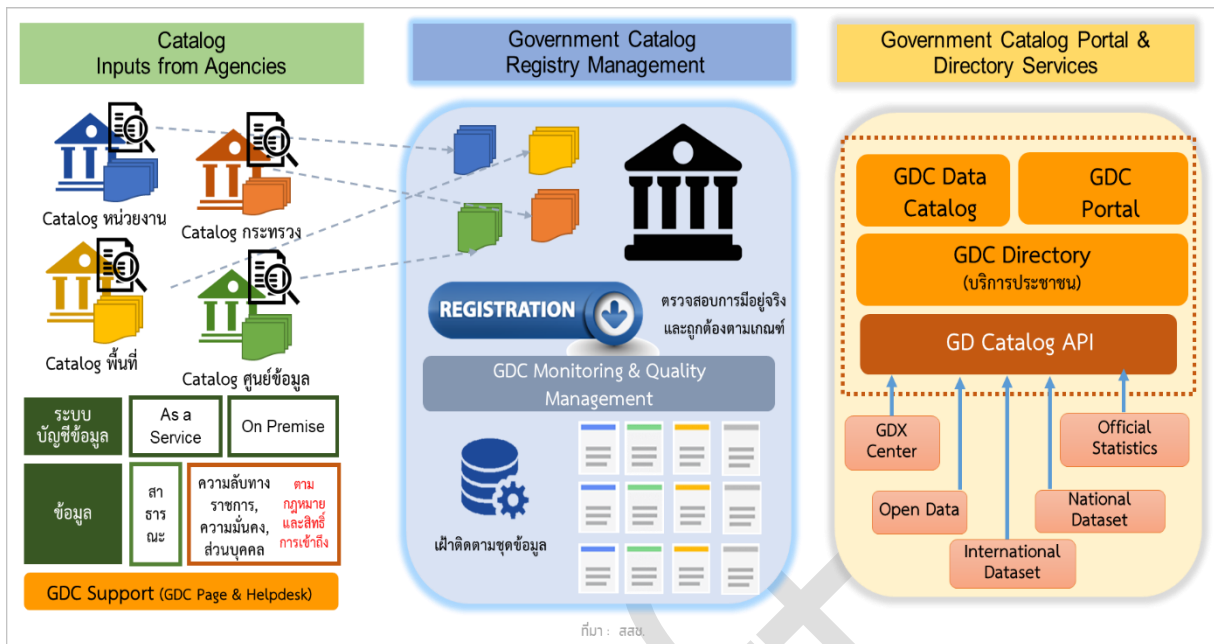 Catalog
Inputs from Agencies
Catalog หน่วยงาน
Catalog กระทรวง
Catalog พื้นที่
Catalog ศูนย์ข้อมูล
ระบบ
บัญชีข้อมูล
As a
Service
On Premise
ข้อมูล
สา
ธาร
ณะ
ความลับทาง
ราชการ,
ความมั่นคง,
ส่วนบุคคล
ตาม
กฎหมาย
และสิทธิ์
การเข้าถึง
GDC Support (GDC Page & Helpdesk)
Government Catalog
Registry Management
REGISTRATION
ตรวจสอบการมีอยู่จริง
และถูกต้องตามเกณฑ์
GDC Monitoring & Quality
Management
เฝ้าติดตามชุดข้อมูล
Government Catalog Portal &
Directory Services
GDC Data
Catalog
GDC
Portal
GDC Directory
(บริการประชาชน)
GD Catalog API
GDX
Center
Official
Statistics
Open Data
National
Dataset
International
Dataset
ที่มา : สสช.